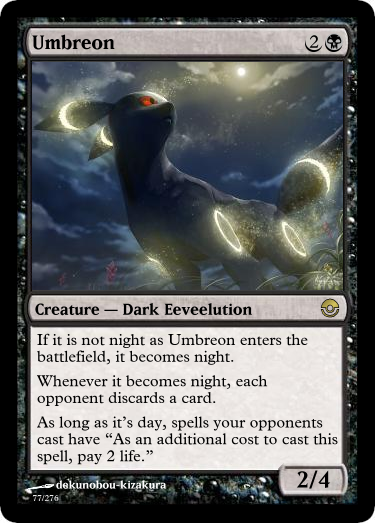 Umbreon 2
Creature — Dark Eeveelution
If it is not night as Umbreon enters the
battlefield, it becomes night.
Whenever it becomes night, each
opponent discards a card.
As long as it's day, spells your opponents
cast have “As an additional cost to cast this
spell, pay 2 life.”
2/4
dekunobou-kizakura
77/276